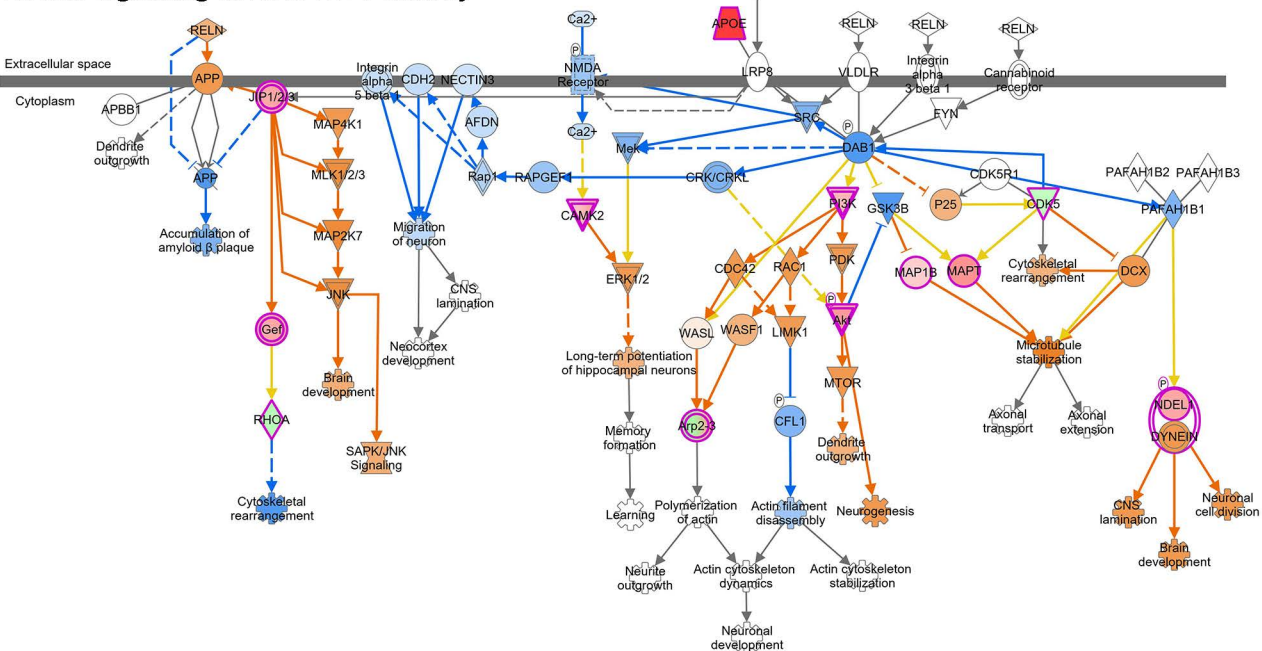 RELN
Ca2+
APOE
RELN
RELN
RELN
Extracellular space
P
APP
Integrin
alpha
5 beta 1
CDH2
NECTIN3
NMDA
Receptor
LRP8
VLDLR
Integrin
alpha
3 beta 1
Cannabinoid
receptor
Cytoplasm
APBB1
JIP1/2/3
MAP4K1
AFDN
Ca2+
SRC
FYN
P
Dendrite
outgrowth
Mek
DAB1
APP
MLK1/2/3
Rap1
RAPGEF1
CRK/CRKL
CDK5R1
PAFAH1B2
PAFAH1B3
CAMK2
PI3K
GSK3B
P25
CDK5
PAFAH1B1
Accumulation of
amyloid β plaque
MAP2K7
Migration
of neuron
CDC42
RAC1
PDK
MAP1B
MAPT
Cytoskeletal
rearrangement
DCX
ERK1/2
JNK
CNS
lamination
P
Akt
Gef
WASL
WASF1
LIMK1
Neocortex
development
Long-term potentiation
of hippocampal neurons
Microtubule
stabilization
Brain
development
MTOR
P
NDEL1
DYNEIN
RHOA
P
Arp2-3
CFL1
Axonal
transport
Axonal
extension
Memory
formation
Dendrite
outgrowth
SAPK/JNK
Signaling
Cytoskeletal
rearrangement
Learning
Polymerization
of actin
Actin filament
disassembly
Neurogenesis
CNS
lamination
Neuronal
cell division
Brain
development
Neurite
outgrowth
Actin cytoskeleton
dynamics
Actin cytoskeleton
stabilization
Neuronal
development